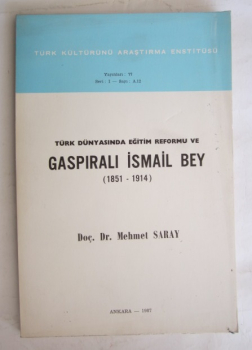 TÜRK KÜLTÜRÜNÜ ARAŞTIRMA ENSTİTÜSÜ
TÜRK DÜNYASINDA EĞİTİM REFORMU VE
GASPIRALI İSMAİL BEY
(1851 - 1914)
Doç. Dr. Mehmet SARAY
ANKARA — 1987